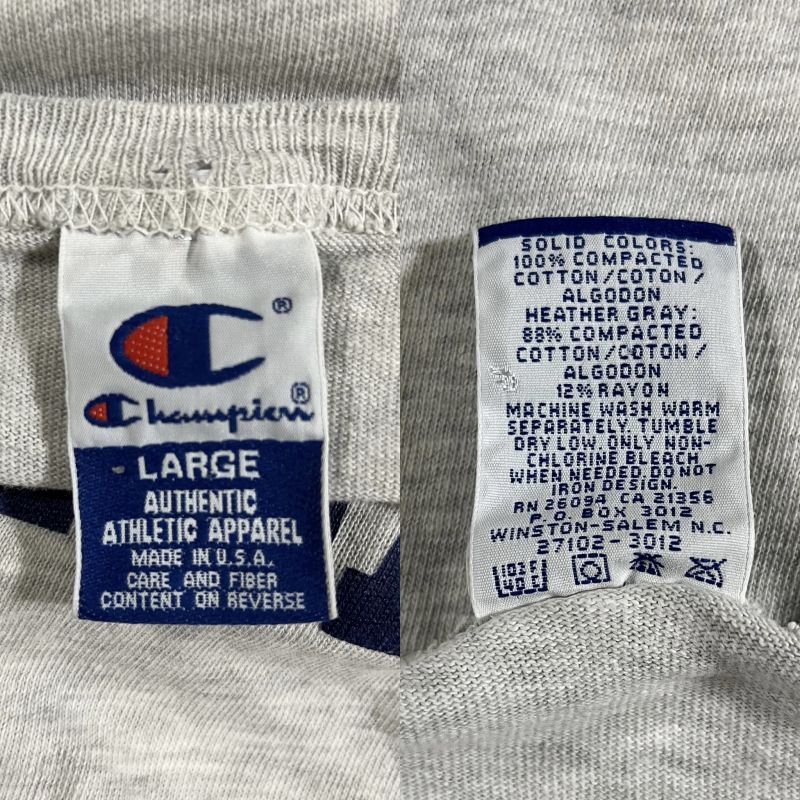 ®
Champion®
LARGE
AUTHENTIC
ATHLETIC APPAREL
MADE IN U.S.A.
CARE AND FIBER
CONTENT ON REVERSE
SOLID COLORS:
100% COMPACTED
COTTON/COTON/
ALGODON
HEATHER GRAY:
88% COMPACTED
COTTON/COTON/
ALGODON
12% RAYON
MACHINE WASH WARM
SEPARATELY. TUMBLE
DRY LOW. ONLY NON-
CHLORINE BLEACH
WHEN NEEDED. DO NOT
IRON DESIGN.
RN 26094 CA 21356
P.O. BOX 3012
WINSTON-SALEM N.C.
27102-3012